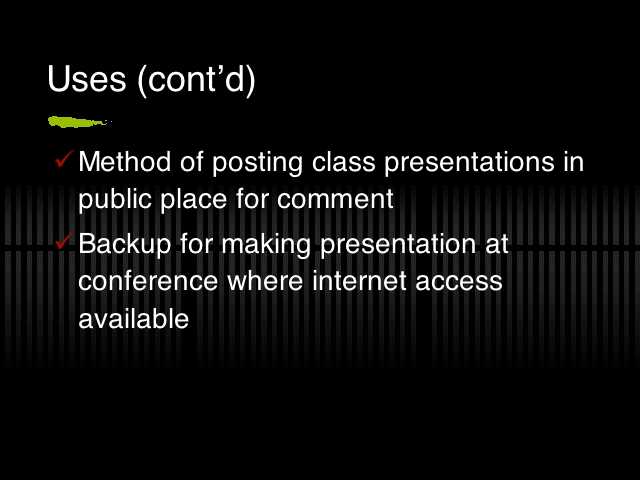 Uses (cont’d)
Method of posting class presentations in
public place for comment
Backup for making presentation at
conference where internet access
available